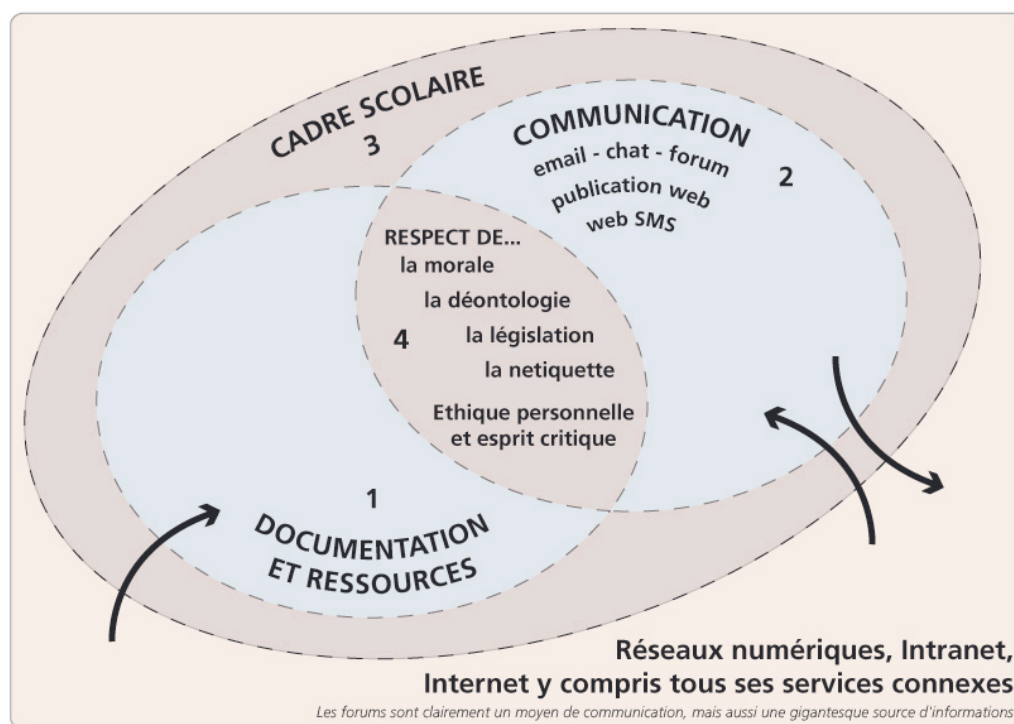 CADRE SCOLAIRE
3
COMMUNICATION
email - chat - forum
2
publication web
web SMS
RESPECT DE...
la morale
la déontologie
4
la législation
la netiquette
Ethique personnelle
et esprit critique
1
DOCUMENTATION
ET RESSOURCES
Réseaux numériques, Intranet,
Internet y compris tous ses services connexes
Les forums sont clairement un moyen de communication, mais aussi une gigantesque source d'informations